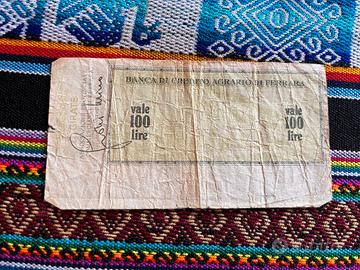 BANCA DI CREDITO AGRARIO DI FERRARA
vale
100
lire
vale
100
lire